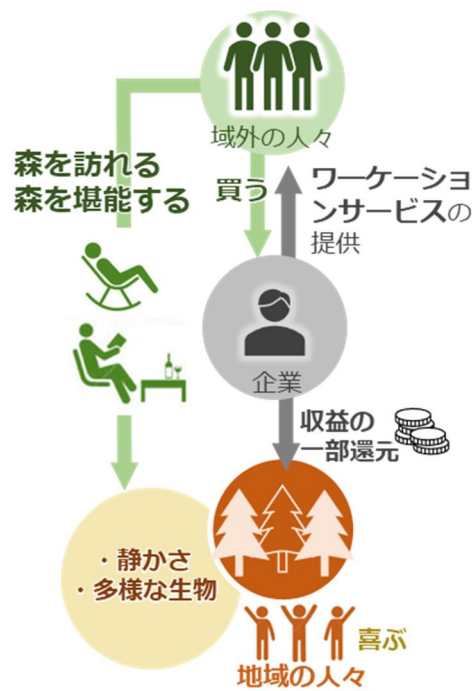 域外の人々
森を訪れる
森を堪能する
買う
ワーケーショ
ンサービスの
提供
企業
収益の
一部還元
・静かさ
・多様な生物
喜ぶ
地域の人々